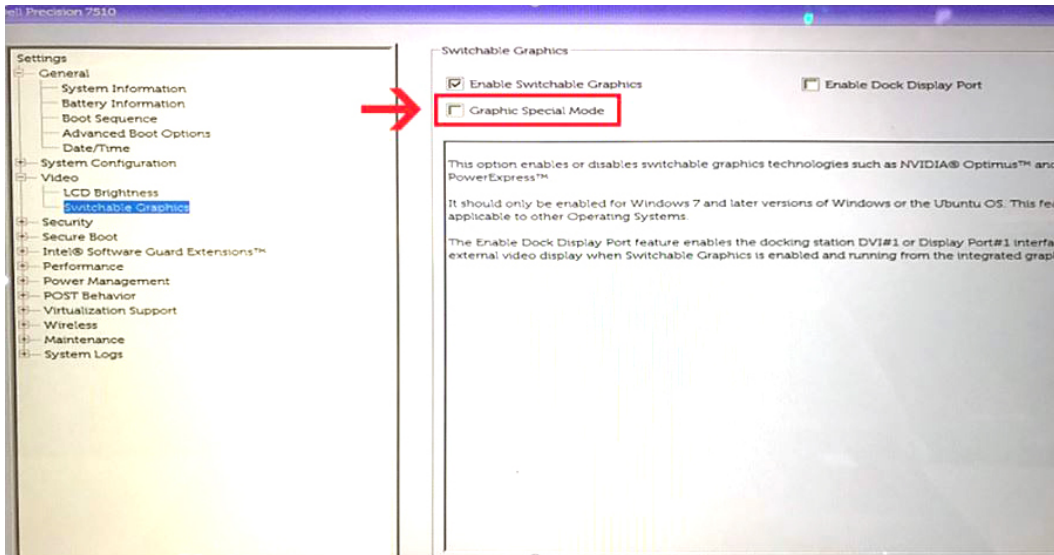 ell Precision 7510
Settings
General
System Information
Battery Information
Boot Sequence
Advanced Boot Options
Date/Time
System Configuration
Video
LCD Brightness
Switchable Graphics
Security
Secure Boot
Intel® Software Guard Extensions™
Performance
Power Management
POST Behavior
Virtualization Support
Wireless
Maintenance
System Logs
Switchable Graphics
Enable Switchable Graphics
Enable Dock Display Port
Graphic Special Mode
This option enables or disables switchable graphics technologies such as NVIDIA® Optimus™ and
PowerExpress™
It should only be enabled for Windows 7 and later versions of Windows or the Ubuntu OS. This fea
applicable to other Operating Systems.
The Enable Dock Display Port feature enables the docking station DVI#1 or Display Port#1 interfa
external video display when Switchable Graphics is enabled and running from the integrated grap